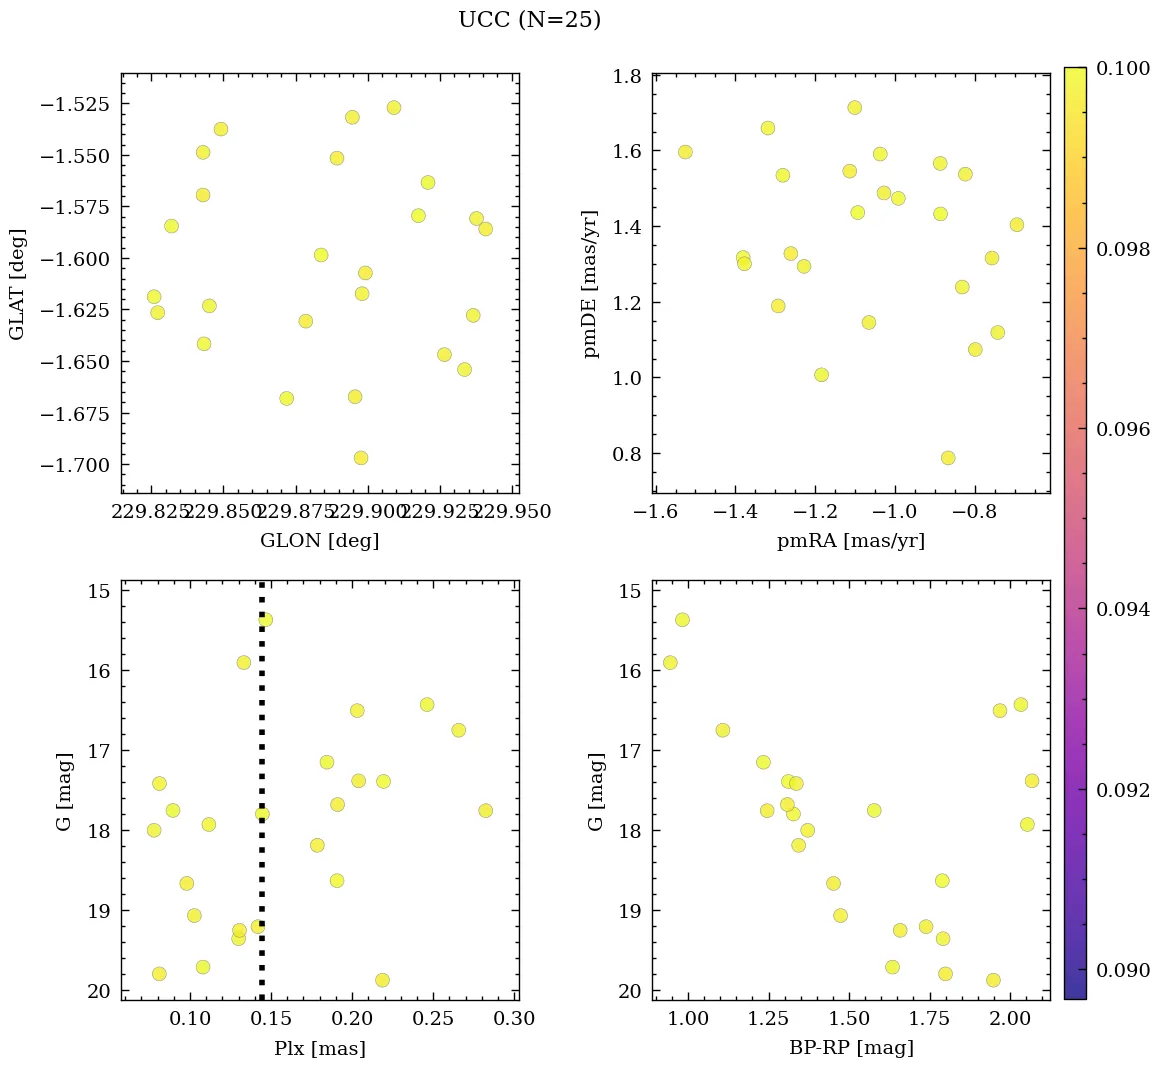 UCC (N=25)
−1.525
−1.550
−1.575
−1.600
−1.625
−1.650
−1.675
−1.700
GLAT [deg]
229.825 229.850 229.875 229.900 229.925 229.950
GLON [deg]
1.8
1.6
1.4
1.2
1.0
0.8
pmDE [mas/yr]
−1.6 −1.4 −1.2 −1.0 −0.8
pmRA [mas/yr]
15
16
17
18
19
20
G [mag]
0.10 0.15 0.20 0.25 0.30
Plx [mas]
15
16
17
18
19
20
G [mag]
1.00 1.25 1.50 1.75 2.00
BP-RP [mag]
0.100
0.098
0.096
0.094
0.092
0.090